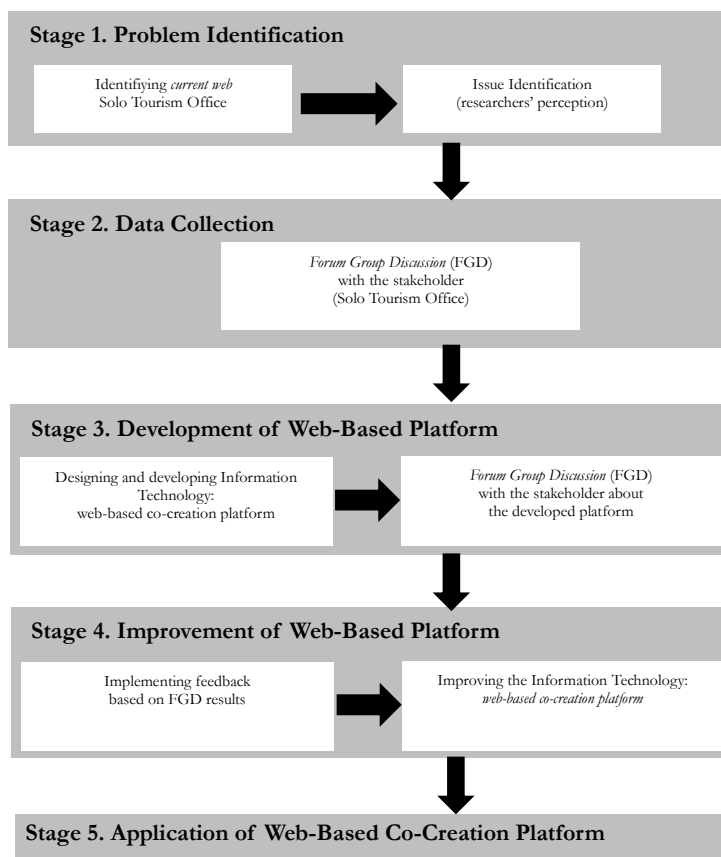 Stage 1. Problem Identification
Identifiying current web
Solo Tourism Office
Issue Identification
(researchers' perception)
Stage 2. Data Collection
Forum Group Discussion (FGD)
with the stakeholder
(Solo Tourism Office)
Stage 3. Development of Web-Based Platform
Designing and developing Information
Technology:
web-based co-creation platform
Forum Group Discussion (FGD)
with the stakeholder about
the developed platform
Stage 4. Improvement of Web-Based Platform
Implementing feedback
based on FGD results
Improving the Information Technology:
web-based co-creation platform
Stage 5. Application of Web-Based Co-Creation Platform